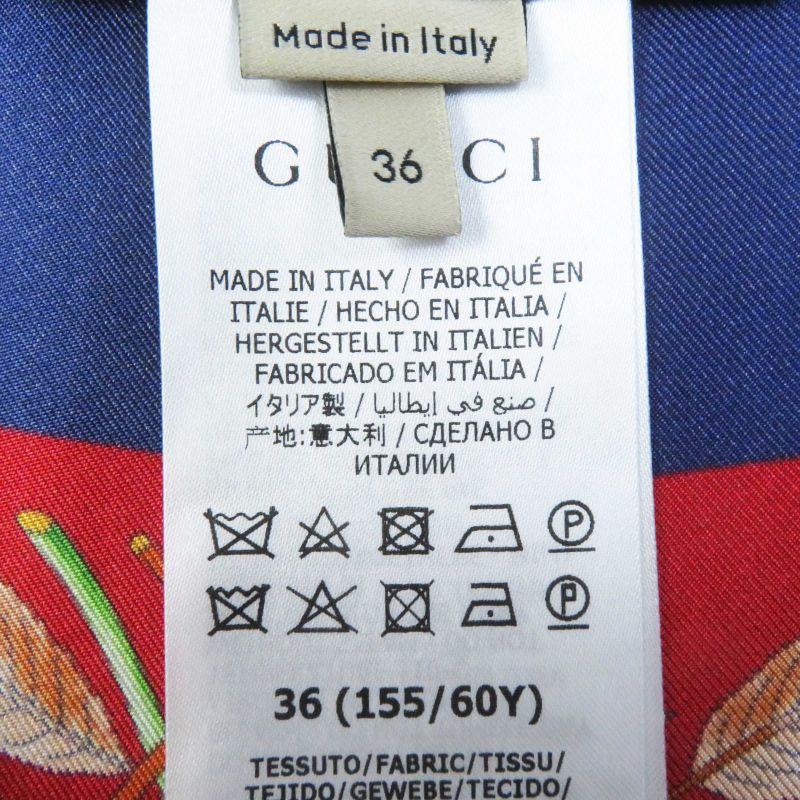 Made in Italy
36
G CI
MADE IN ITALY / FABRIQUÉ EN
ITALIE / HECHO EN ITALIA /
HERGESTELLT IN ITALIEN /
FABRICADO EM ITÁLIA /
イタリア製 / صنع في إيطاليا /
产地:意大利 / СДЕЛАНО В
ИТАЛИИ
P
P
36 (155/60Y)
TESSUTO/FABRIC/TISSU/
TEJIDO/GEWEBE/TECIDO/